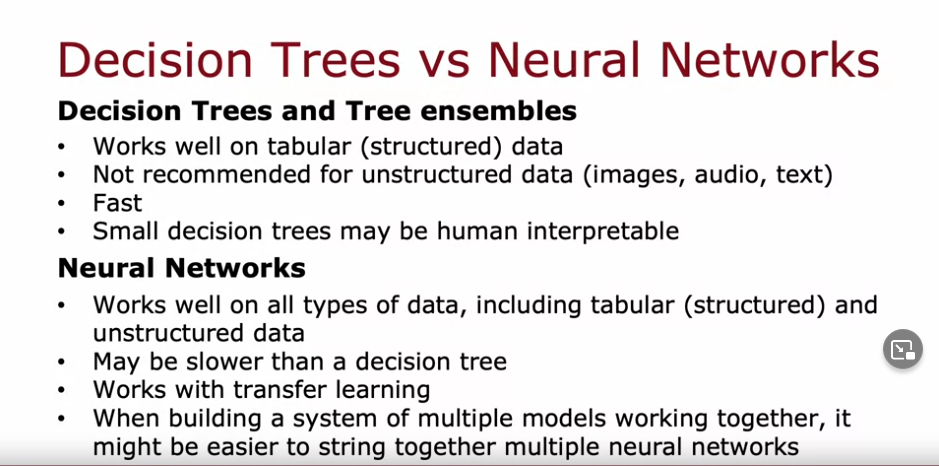 Decision Trees vs Neural Networks
Decision Trees and Tree ensembles
• Works well on tabular (structured) data
• Not recommended for unstructured data (images, audio, text)
• Fast
• Small decision trees may be human interpretable
Neural Networks
• Works well on all types of data, including tabular (structured) and
unstructured data
• May be slower than a decision tree
• Works with transfer learning
• When building a system of multiple models working together, it
might be easier to string together multiple neural networks